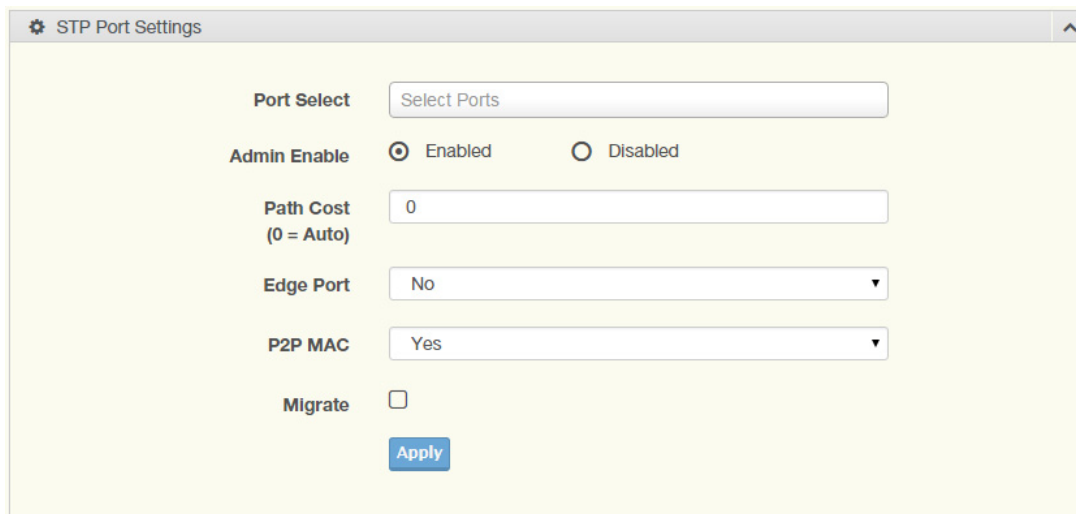 STP Port Settings
Port Select
Select Ports
Admin Enable
Enabled
Disabled
Path Cost
(0 = Auto)
0
Edge Port
No
P2P MAC
Yes
Migrate
Apply